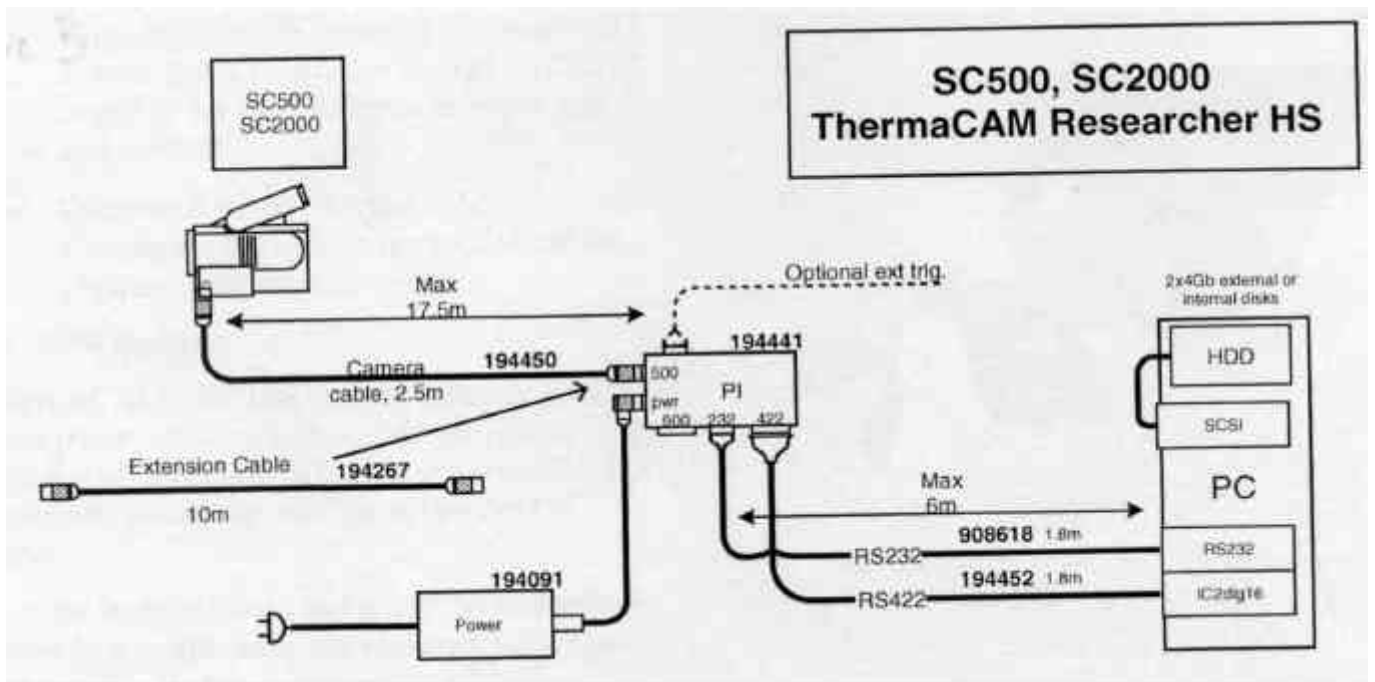 SC500
SC2000
SC500, SC2000
ThermaCAM Researcher HS
Optional ext trig.
2x4Gb external or
internal disks
Max
17.5m
194441
HDD
194450
500
PI
Camera
cable, 2.5m
pwr
600 232 422
SCSI
Extension Cable
194267
10m
PC
Max
6m
908618 1.8m
RS232
RS232
194452 1.8m
RS422
IC2dig16
194091
Power